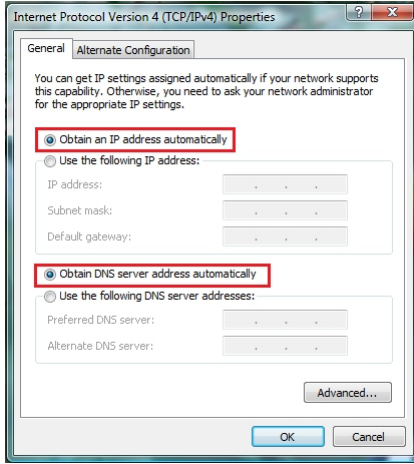 Internet Protocol Version 4 (TCP/IPv4) Properties
General
Alternate Configuration
You can get IP settings assigned automatically if your network supports
this capability. Otherwise, you need to ask your network administrator
for the appropriate IP settings.
Obtain an IP address automatically
Use the following IP address:
IP address:
Subnet mask:
Default gateway:
Obtain DNS server address automatically
Use the following DNS server addresses:
Preferred DNS server:
Alternate DNS server:
Advanced...
OK
Cancel